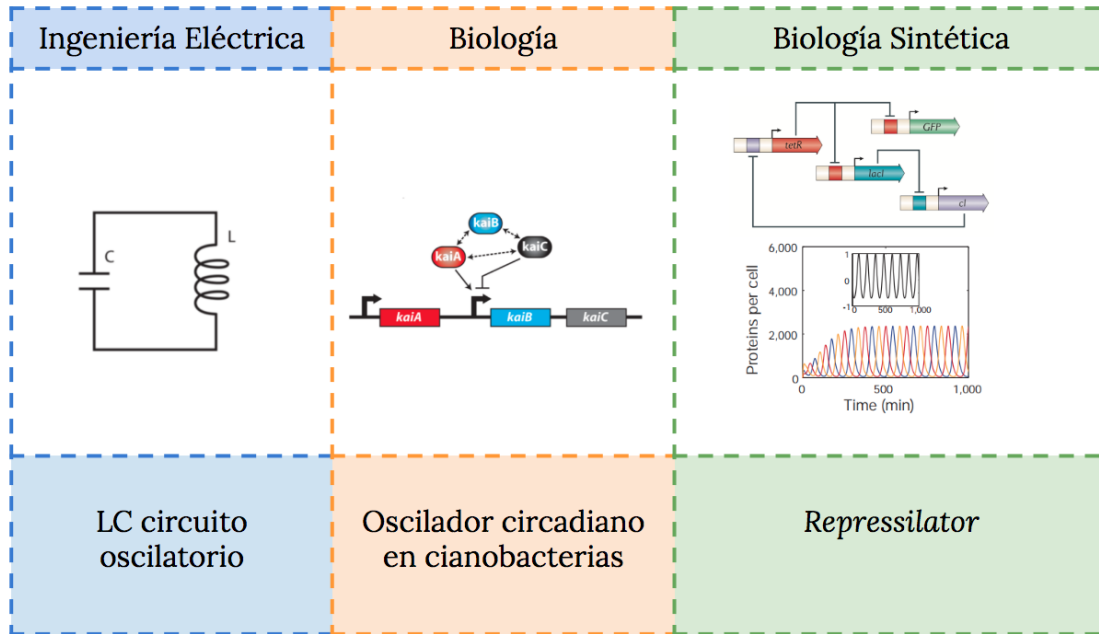 Ingeniería Eléctrica
Biología
Biología Sintética
C
L
kaiB
kaiA
kaiC
kaiA
kaiB
kaiC
GFP
tetR
lacI
cI
6,000
4,000
2,000
0
Proteins per cell
1
0
-1
0
500
1,000
0
500
1,000
Time (min)
LC circuito
oscilatorio
Oscilador circadiano
en cianobacterias
Repressilator